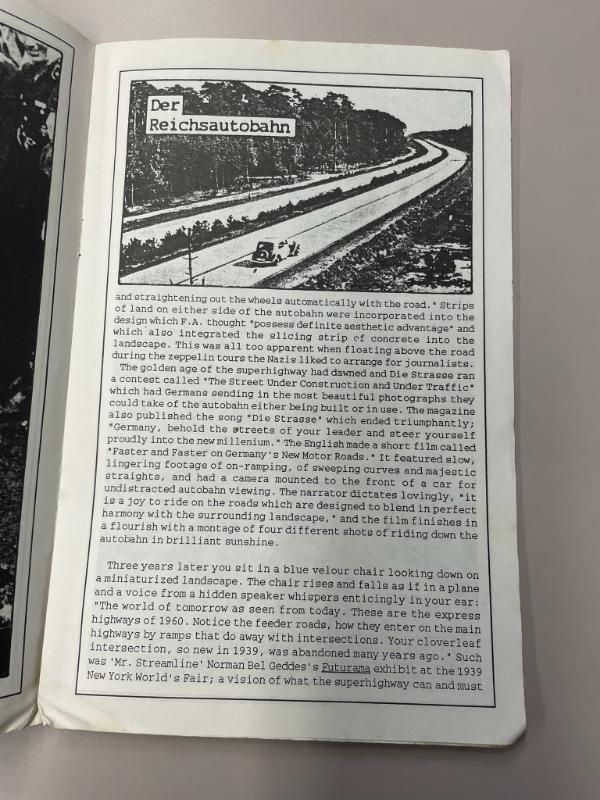 Der
Reichsautobahn
and straightening out the wheels automatically with the road." Strips
of land on either side of the autobahn were incorporated into the
design which F.A. thought "possess definite aesthetic advantage" and
which also integrated the slicing strip of concrete into the
landscape. This was all too apparent when floating above the road
during the zeppelin tours the Nazis liked to arrange for journalists.
The golden age of the superhighway had dawned and Die Strasse ran
a contest called "The Street Under Construction and Under Traffic"
which had Germans sending in the most beautiful photographs they
could take of the autobahn either being built or in use. The magazine
also published the song "Die Strasse" which ended triumphantly;
"Germany, behold the streets of your leader and steer yourself
proudly into the new millenium." The English made a short film called
"Faster and Faster on Germany's New Motor Roads." It featured slow,
lingering footage of on-ramping, of sweeping curves and majestic
straights, and had a camera mounted to the front of a car for
undistracted autobahn viewing. The narrator dictates lovingly, "it
is a joy to ride on the roads which are designed to blend in perfect
harmony with the surrounding landscape," and the film finishes in
a flourish with a montage of four different shots of riding down the
autobahn in brilliant sunshine.
Three years later you sit in a blue velour chair looking down on
a miniaturized landscape. The chair rises and falls as if in a plane
and a voice from a hidden speaker whispers enticingly in your ear:
"The world of tomorrow as seen from today. These are the express
highways of 1960. Notice the feeder roads, how they enter on the main
highways by ramps that do away with intersections. Your cloverleaf
intersection, so new in 1939, was abandoned many years ago." Such
was 'Mr. Streamline' Norman Bel Geddes's Futurama exhibit at the 1939
New York World's Fair; a vision of what the superhighway can and must